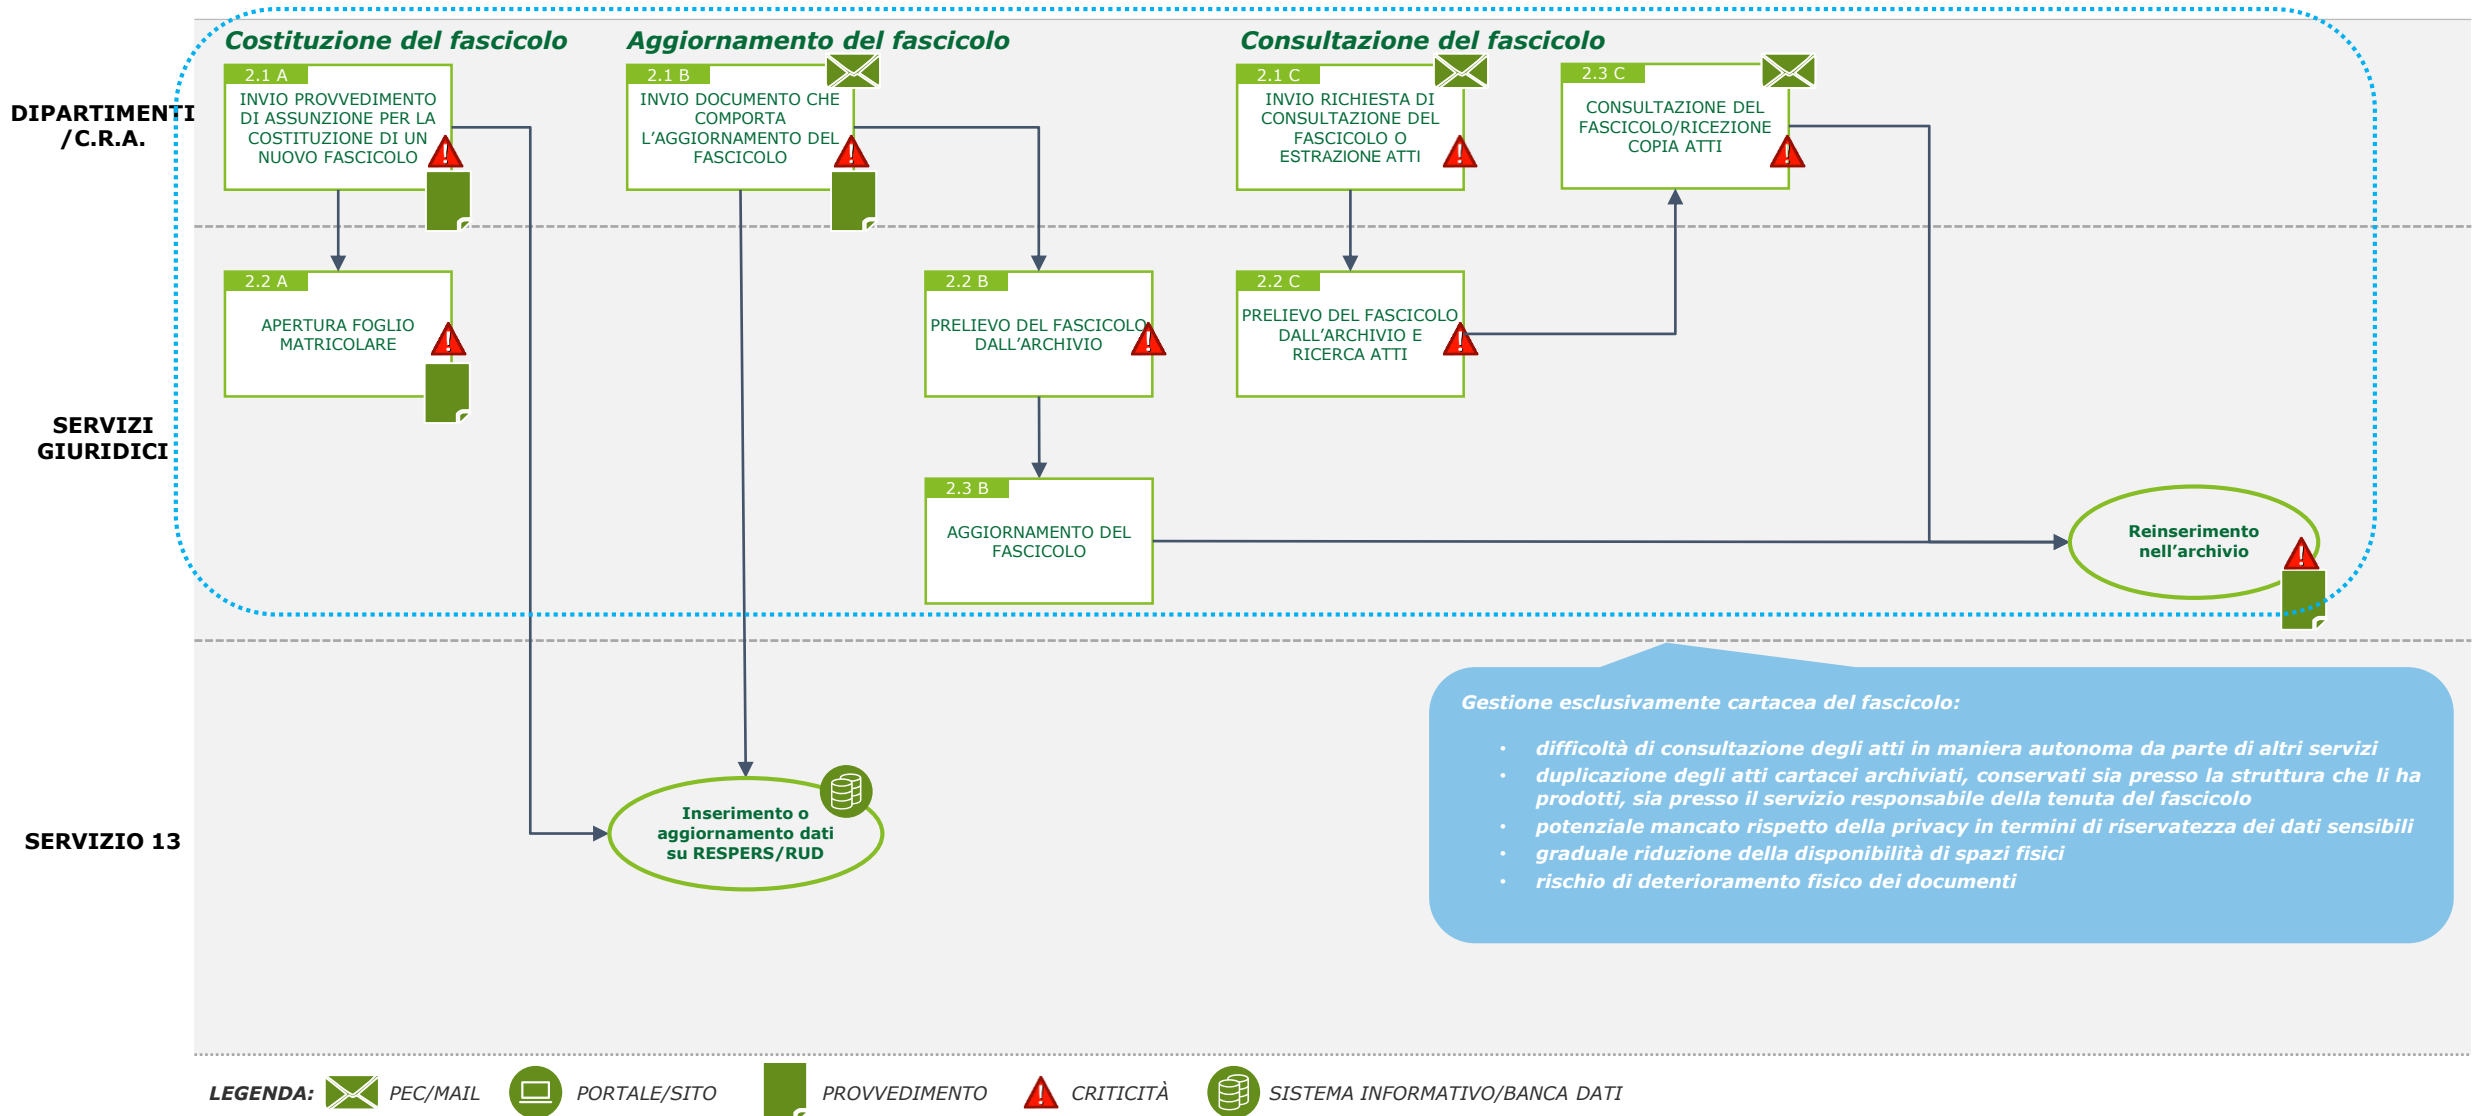 Costituzione del fascicolo
Aggiornamento del fascicolo
Consultazione del fascicolo
DIPARTIMENTI
/C.R.A.
2.1 A
INVIO PROVVEDIMENTO
DI ASSUNZIONE PER LA
COSTITUZIONE DI UN
NUOVO FASCICOLO
2.1 B
INVIO DOCUMENTO CHE
COMPORTA
L’AGGIORNAMENTO DEL
FASCICOLO
2.1 C
INVIO RICHIESTA DI
CONSULTAZIONE DEL
FASCICOLO O
ESTRAZIONE ATTI
2.3 C
CONSULTAZIONE DEL
FASCICOLO/RICEZIONE
COPIA ATTI
SERVIZI
GIURIDICI
2.2 A
APERTURA FOGLIO
MATRICOLARE
2.2 B
PRELIEVO DEL FASCICOLO
DALL’ARCHIVIO
2.2 C
PRELIEVO DEL FASCICOLO
DALL’ARCHIVIO E
RICERCA ATTI
2.3 B
AGGIORNAMENTO DEL
FASCICOLO
Reinserimento
nell’archivio
SERVIZIO 13
Inserimento o
aggiornamento dati
su RESPERS/RUD
Gestione esclusivamente cartacea del fascicolo:
• difficoltà di consultazione degli atti in maniera autonoma da parte di altri servizi
• duplicazione degli atti cartacei archiviati, conservati sia presso la struttura che li ha
prodotti, sia presso il servizio responsabile della tenuta del fascicolo
• potenziale mancato rispetto della privacy in termini di riservatezza dei dati sensibili
• graduale riduzione della disponibilità di spazi fisici
• rischio di deterioramento fisico dei documenti
LEGENDA: PEC/MAIL PORTALE/SITO PROVVEDIMENTO CRITICITÀ SISTEMA INFORMATIVO/BANCA DATI